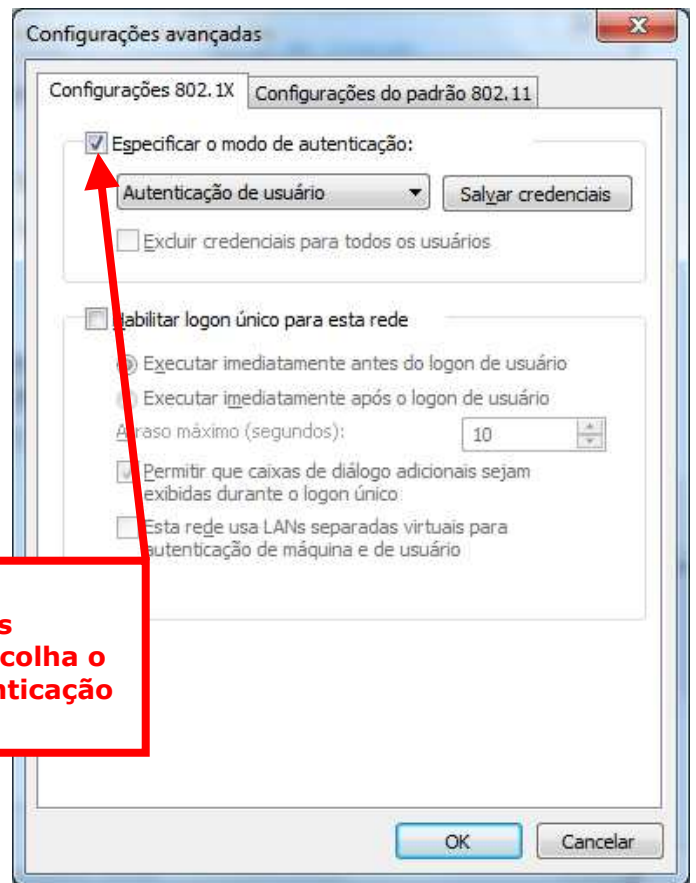 Configurações avançadas
Configurações 802.1X
Configurações do padrão 802.11
Especificar o modo de autenticação:
Autenticação de usuário
Salvar credenciais
Excluir credenciais para todos os usuários
Habilitar logon único para esta rede
Executar imediatamente antes do logon de usuário
Executar imediatamente após o logon de usuário
Atraso máximo (segundos):
10
Permitir que caixas de diálogo adicionais sejam
exibidas durante o logon único
Esta rede usa LANs separadas virtuais para
autenticação de máquina e de usuário
s
colha o
nticação
OK
Cancelar